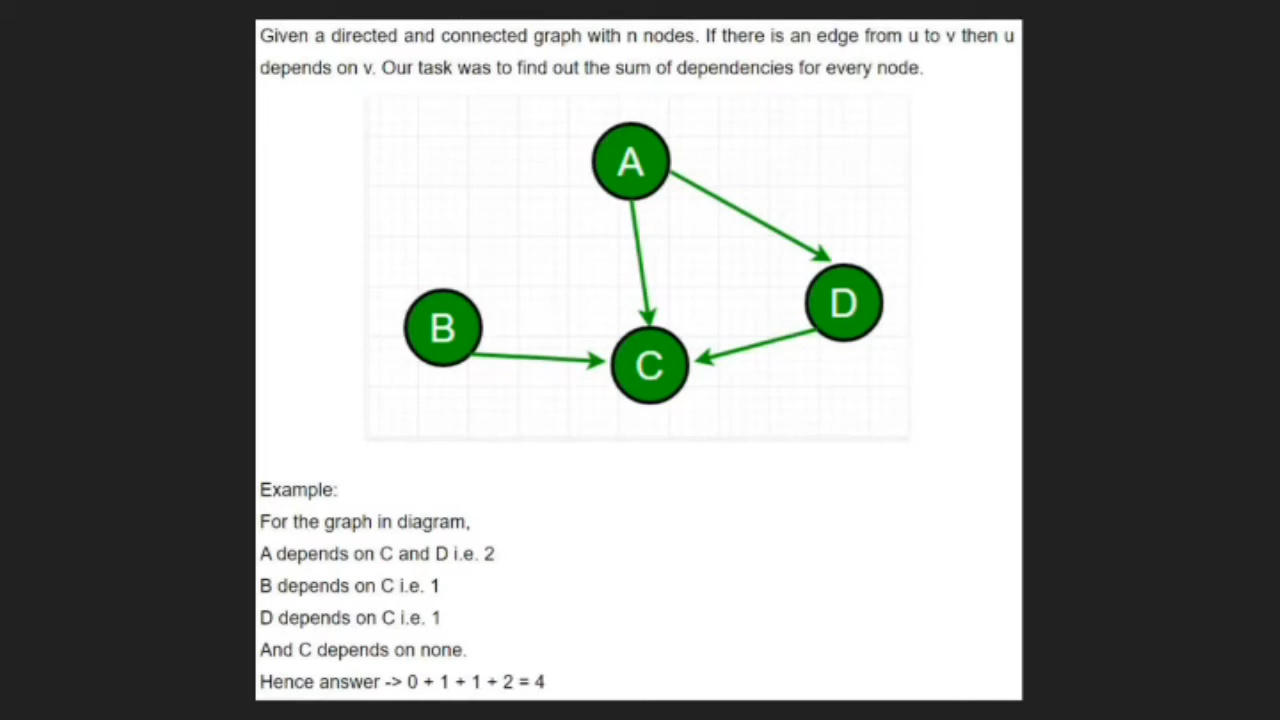 Given a directed and connected graph with n nodes. If there is an edge from u to v then u
depends on v. Our task was to find out the sum of dependencies for every node.
A
D
B
C
Example:
For the graph in diagram,
A depends on C and D i.e. 2
B depends on C i.e. 1
D depends on C i.e. 1
And C depends on none.
Hence answer -> 0 + 1 + 1 + 2 = 4